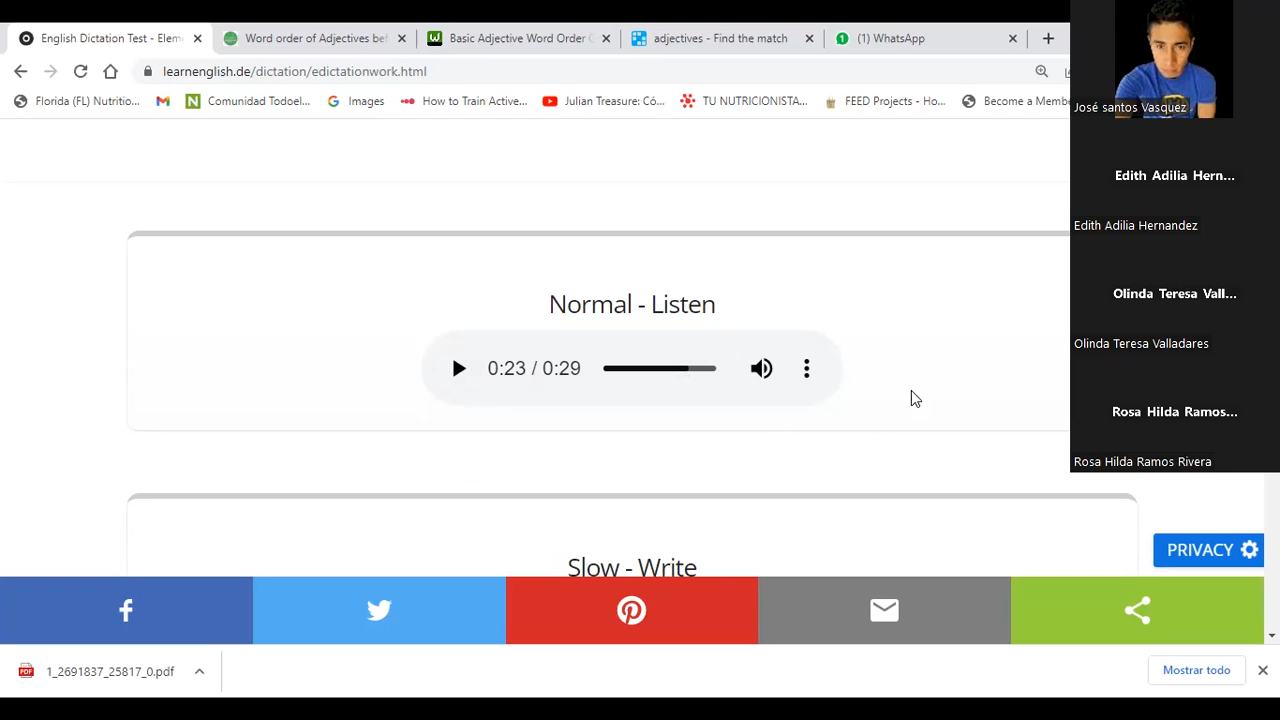 English Dictation Test - Elem
Word order of Adjectives bef
Basic Adjective Word Order
adjectives - Find the match
(1) WhatsApp
learnenglish.de/dictation/edictationwork.html
Florida (FL) Nutritio...
Comunidad Todoel...
Images
How to Train Active...
Julian Treasure: Có...
TU NUTRICIONISTA...
FEED Projects - Ho...
Become a Membe
José santos Vasquez
Edith Adilia Hern...
Edith Adilia Hernandez
Olinda Teresa Vall...
Olinda Teresa Valladares
Rosa Hilda Ramos...
Rosa Hilda Ramos Rivera
Normal - Listen
0:23 / 0:29
Slow - Write
PRIVACY
1_2691837_25817_0.pdf
Mostrar todo